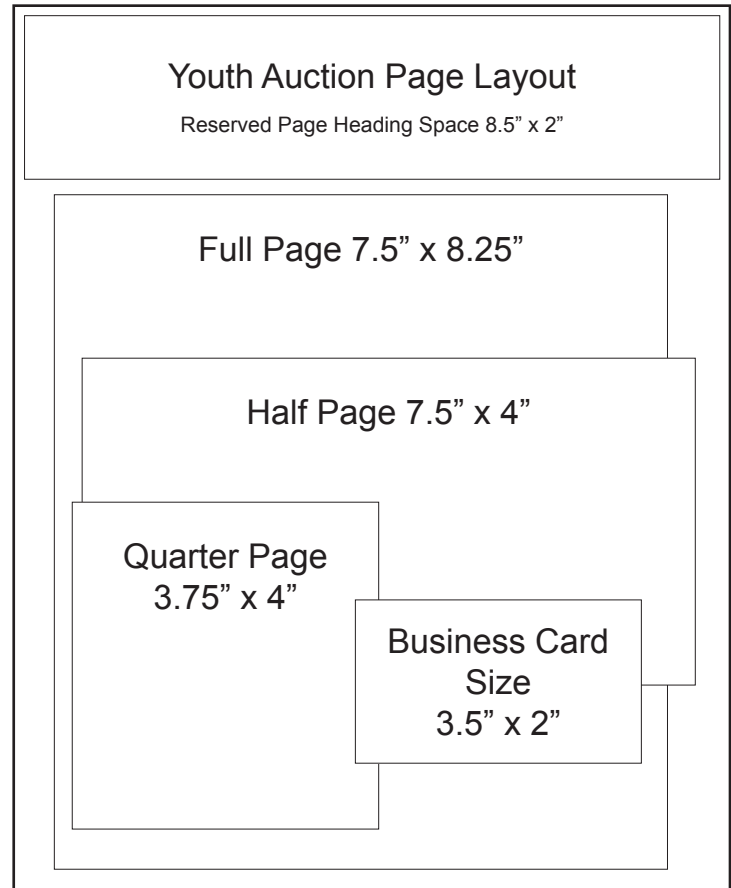 Youth Auction Page Layout
Reserved Page Heading Space 8.5” x 2”
Full Page 7.5” x 8.25”
Half Page 7.5” x 4”
Quarter Page
3.75” x 4”
Business Card
Size
3.5” x 2”